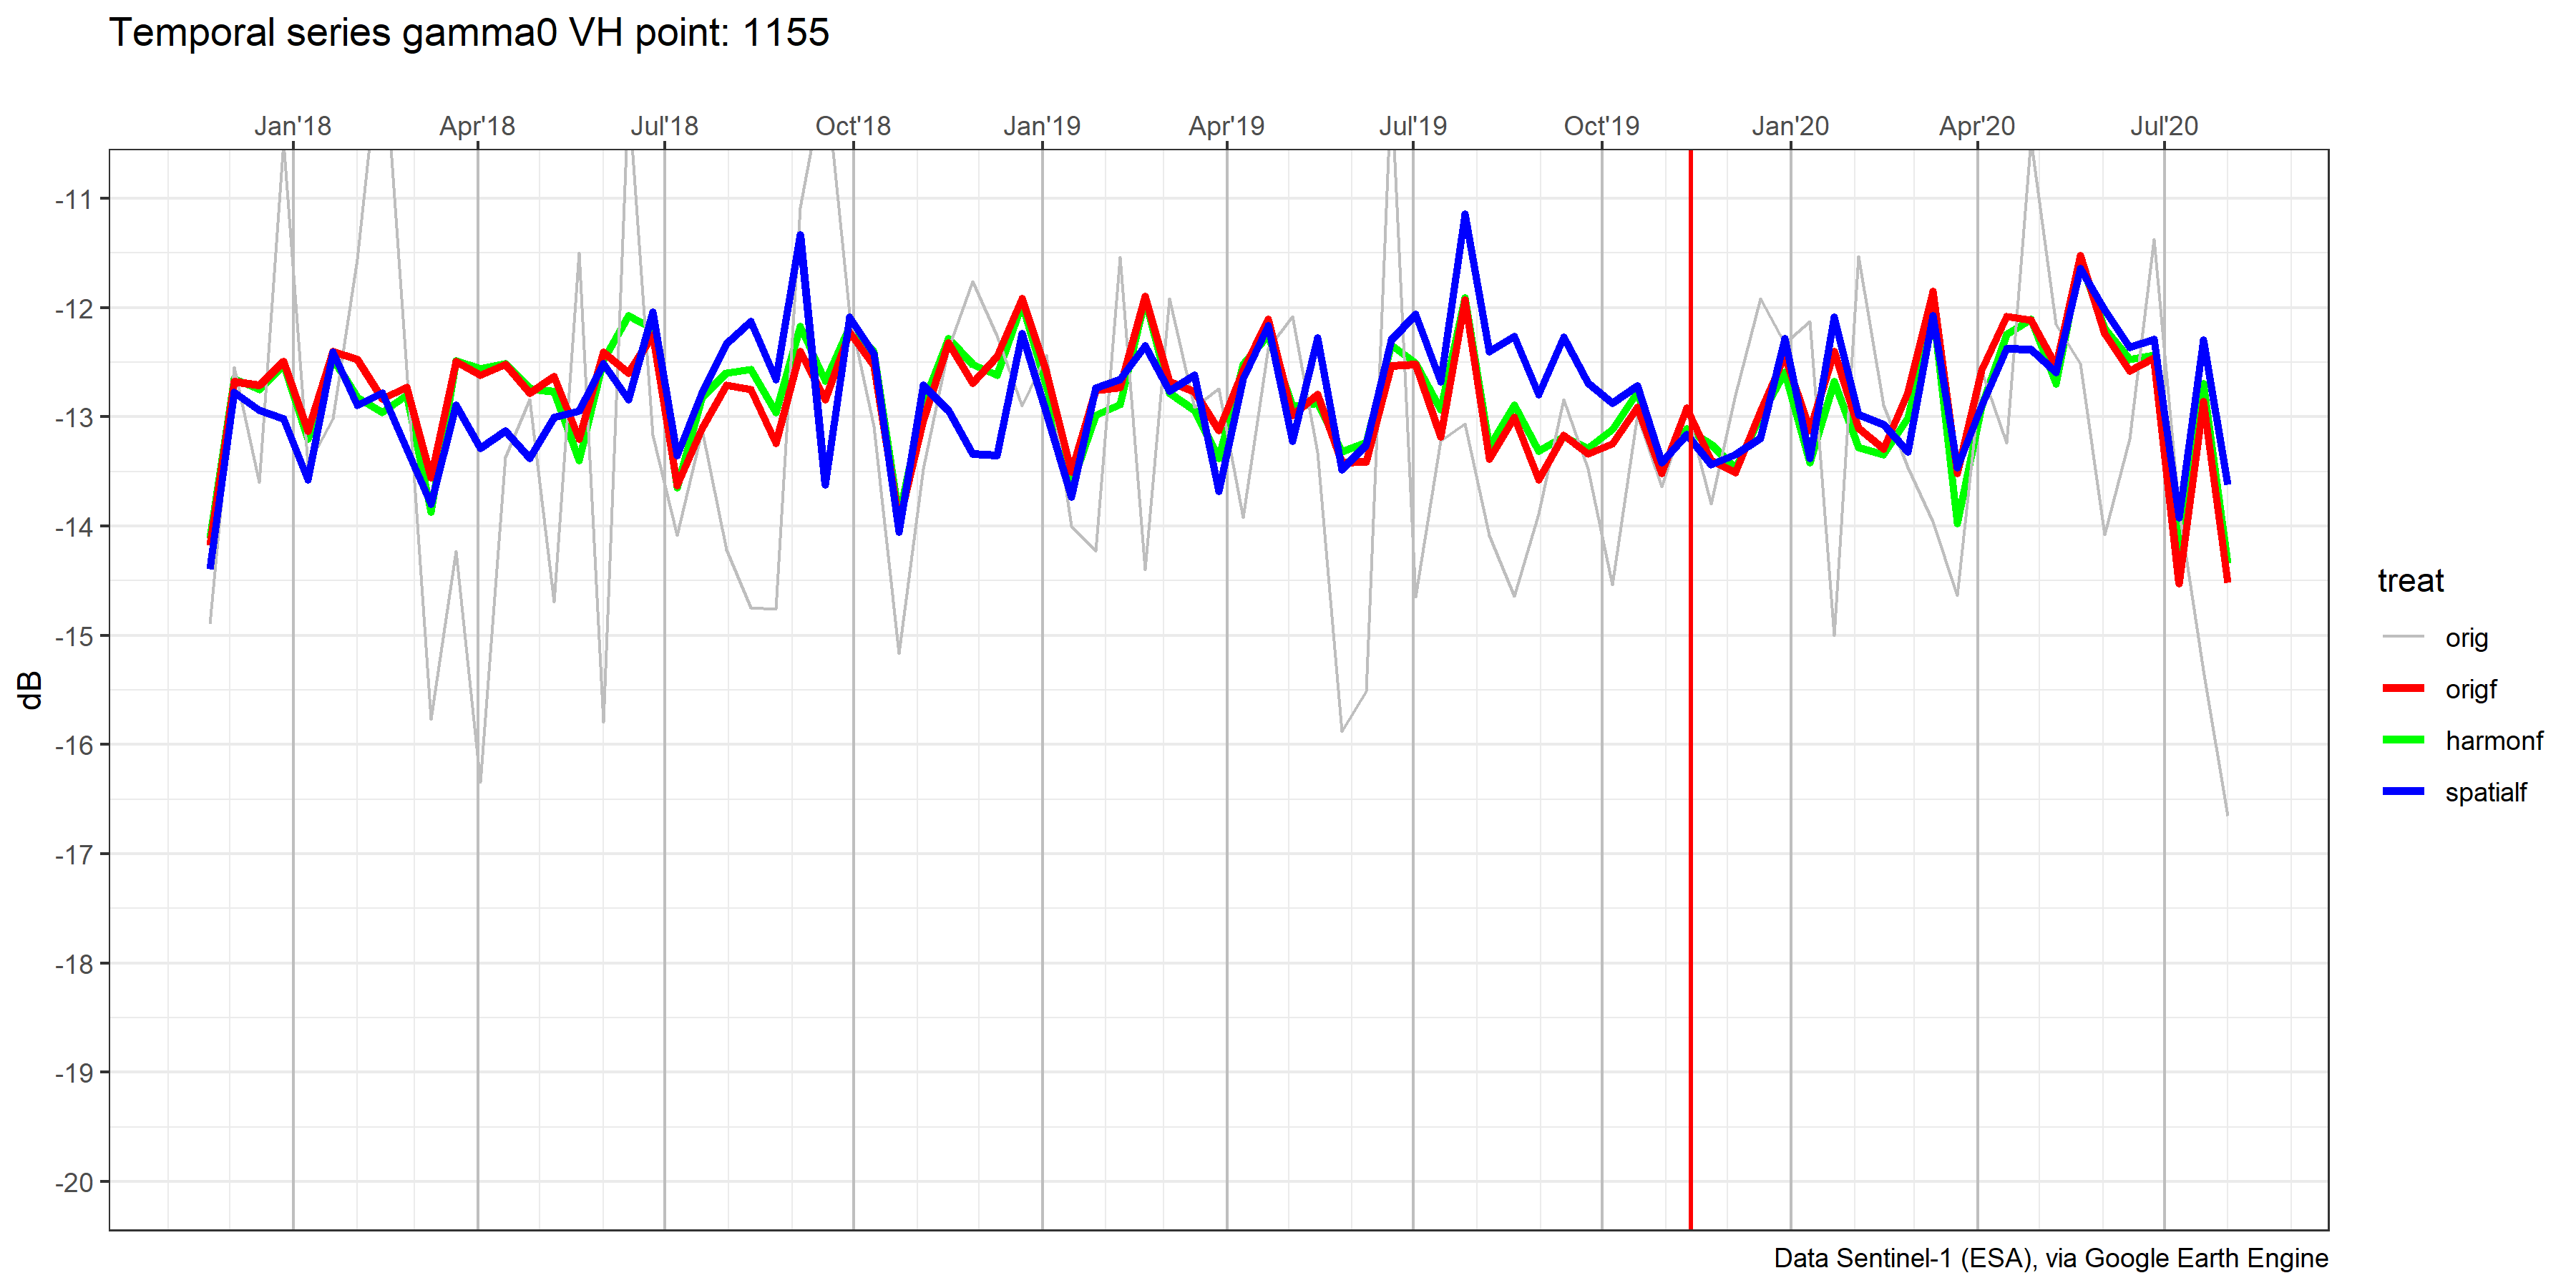 Temporal series gamma0 VH point: 1155
Jan'18 Apr'18 Jul'18 Oct'18 Jan'19 Apr'19 Jul'19 Oct'19 Jan'20 Apr'20 Jul'20
-11
-12
-13
-14
-15
-16
-17
-18
-19
-20
dB
treat
orig
origf
harmonf
spatialf
Data Sentinel-1 (ESA), via Google Earth Engine